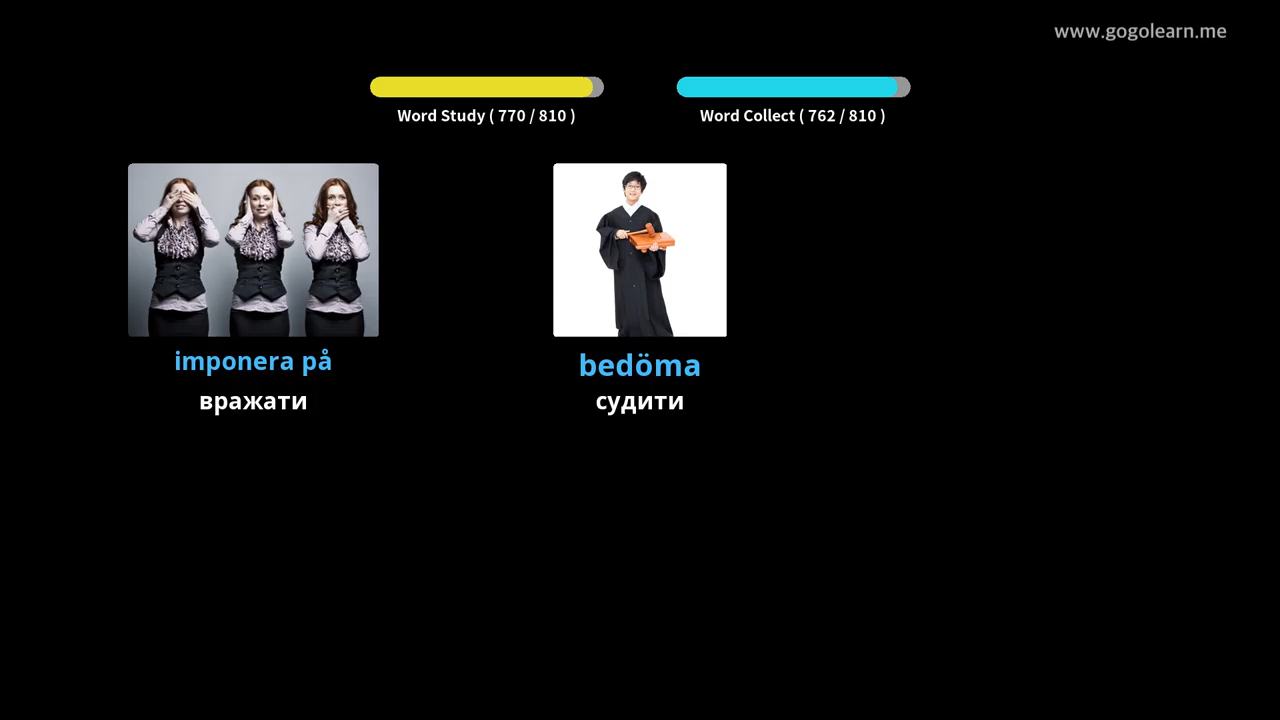 www.gogolearn.me
Word Study ( 770 / 810 )
Word Collect ( 762 / 810 )
imponera på
вражати
bedöma
судити